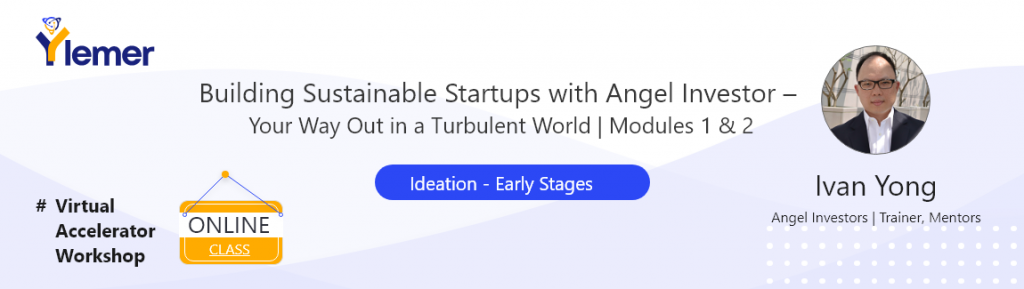 Ylemer
Building Sustainable Startups with Angel Investor –
Your Way Out in a Turbulent World | Modules 1 & 2
Ideation - Early Stages
# Virtual
Accelerator
Workshop
ONLINE
CLASS
Ivan Yong
Angel Investors | Trainer, Mentors